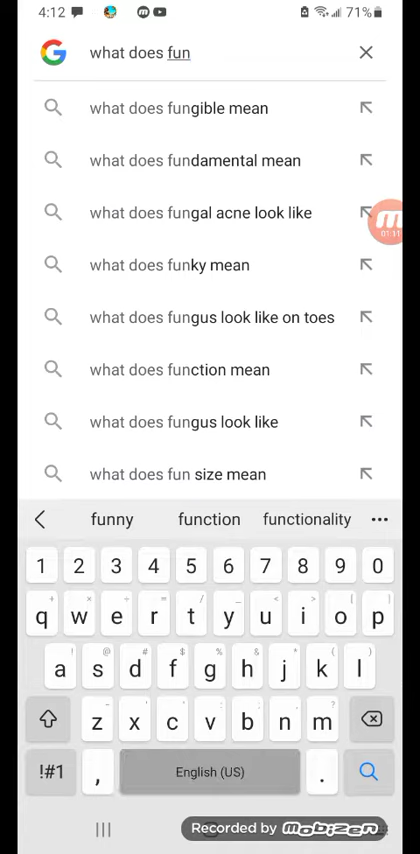 4:12 71%
what does fun
what does fungible mean
what does fundamental mean
what does fungal acne look like
01:11
what does funky mean
what does fungus look like on toes
what does function mean
what does fungus look like
what does fun size mean
funny function functionality
1 2 3 4 5 6 7 8 9 0
q w e r t y u i o p
a s d f g h j k l
z x c v b n m
!#1 , English (US) .
Recorded by mobizen